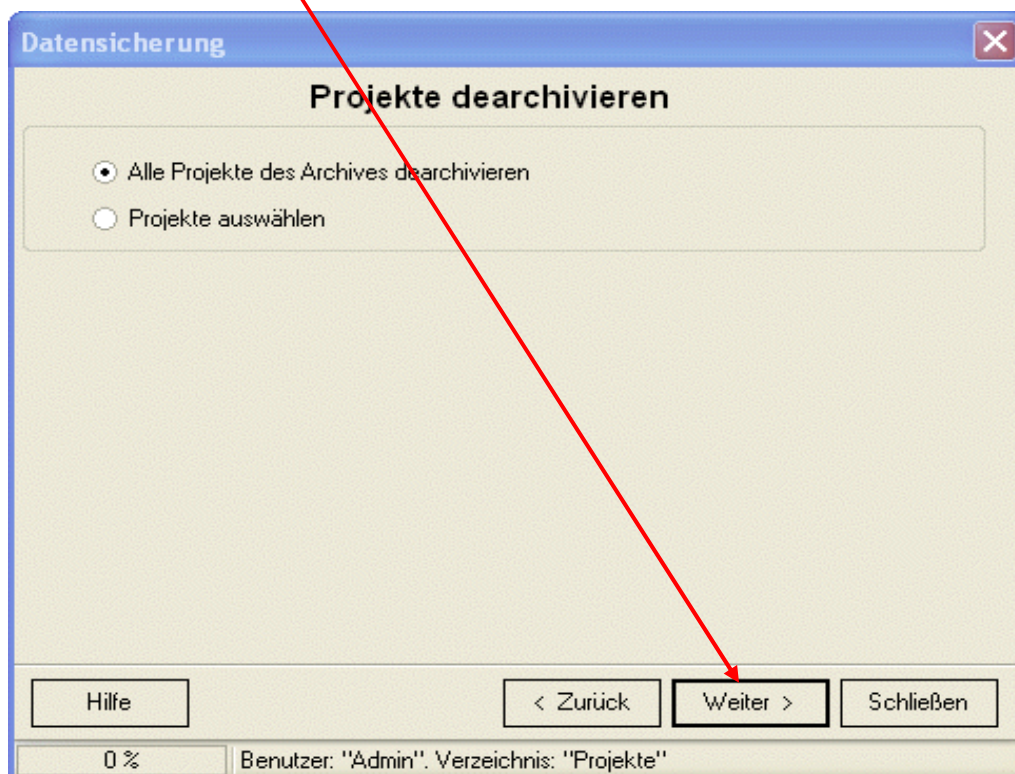 Datensicherung
Projekte dearchivieren
Alle Projekte des Archives dearchivieren
Projekte auswählen
Hilfe
< Zurück
Weiter >
Schließen
0 %
Benutzer: "Admin". Verzeichnis: "Projekte"